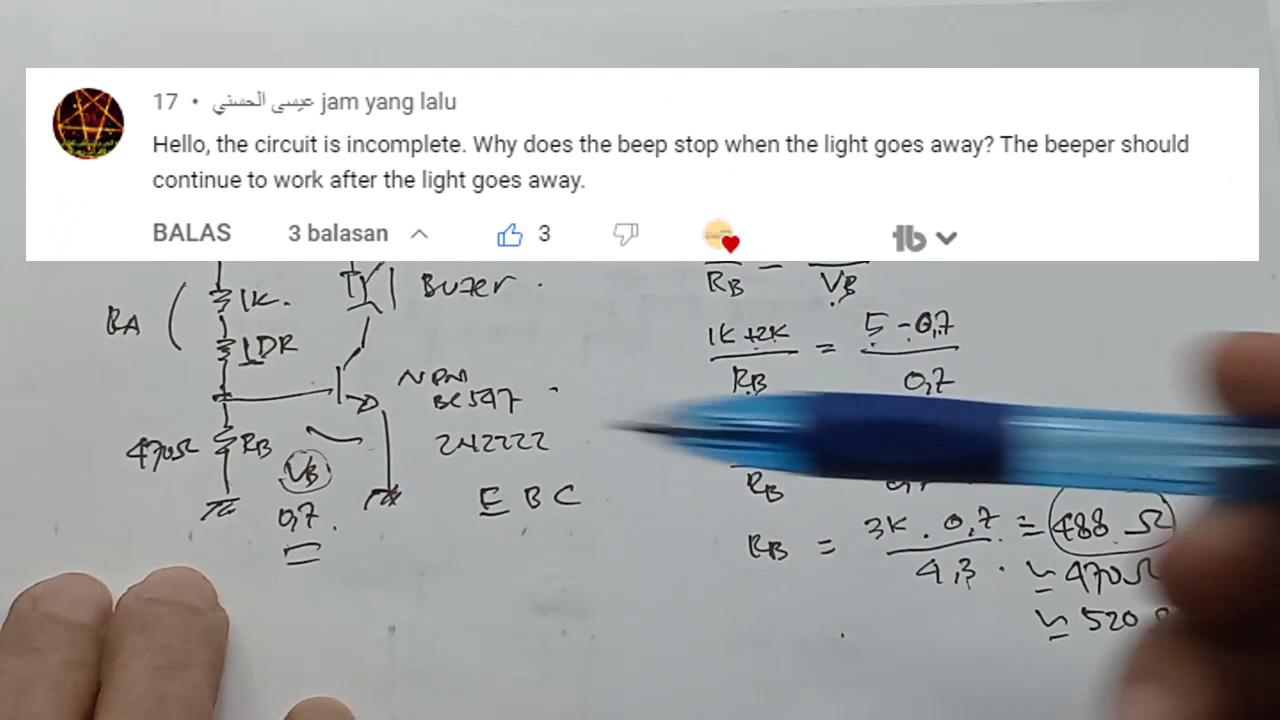 17 • عيسى الحسني jam yang lalu
Hello, the circuit is incomplete. Why does the beep stop when the light goes away? The beeper should
continue to work after the light goes away.
BALAS 3 balasan 3
BA 1K. Buzer .
LDR
NPN
BC547
470Ω RB
2N2222
VB
0,7 .
E B C
RB - VB
1K+2K = 5-0,7
RB 0,7
RB
RB = 3K . 0,7 = 488 Ω
4,3 . ≃ 470Ω
≃ 520